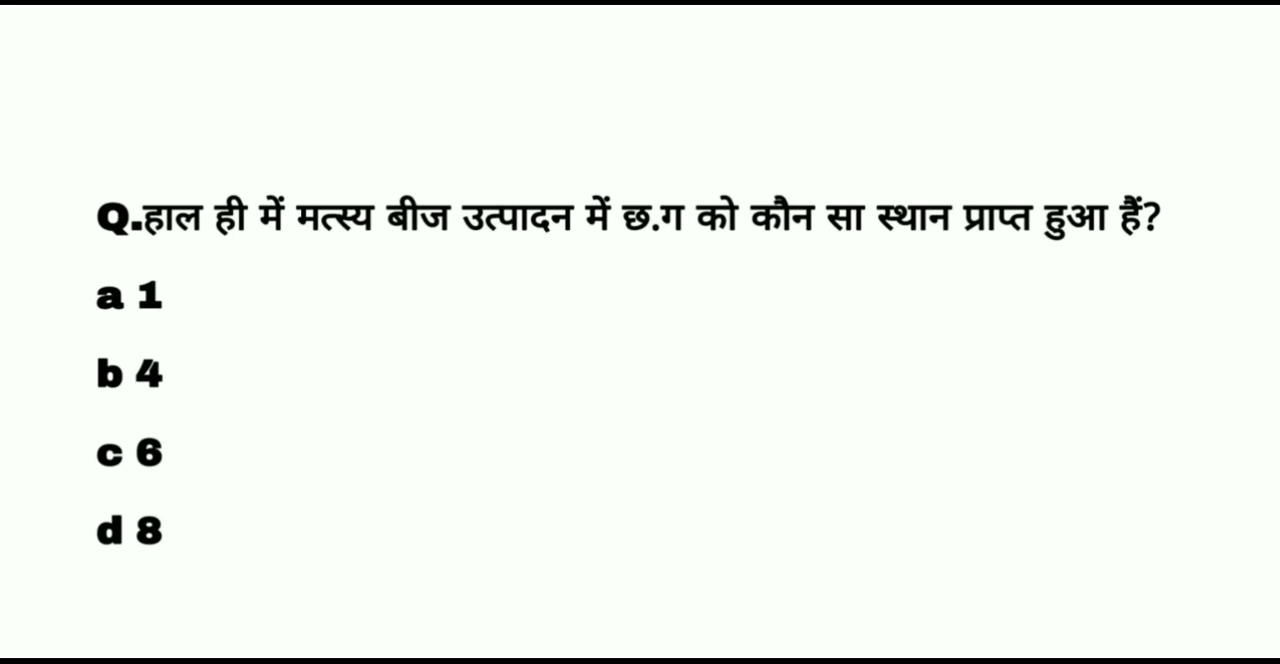 Q.हाल ही में मत्स्य बीज उत्पादन में छ.ग को कौन सा स्थान प्राप्त हुआ हैं?
a 1
b 4
c 6
d 8